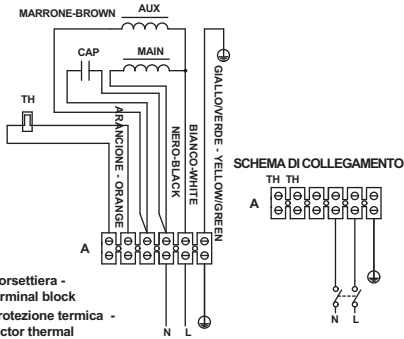 MARRONE-BROWN
AUX
CAP
MAIN
TH
ARANCIONE - ORANGE
NERO-BLACK
BIANCO-WHITE
GIALLO/VERDE - YELLOW/GREEN
A
N L
SCHEMA DI COLLEGAMENTO
TH TH
A
N L
orsettiera -
rminal block
rotezione termica -
ctor thermal